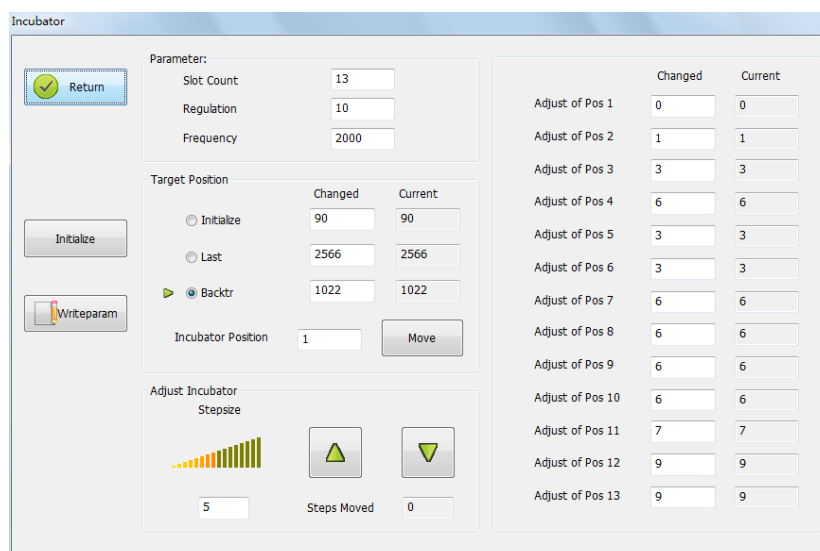 Incubator
Return
Initialize
Writeparam
Parameter:
Slot Count 13
Regulation 10
Frequency 2000
Target Position
Changed Current
Initialize 90 90
Last 2566 2566
Backtr 1022 1022
Incubator Position 1 Move
Adjust Incubator
Stepsize
5 Steps Moved 0
Changed Current
Adjust of Pos 1 0 0
Adjust of Pos 2 1 1
Adjust of Pos 3 3 3
Adjust of Pos 4 6 6
Adjust of Pos 5 3 3
Adjust of Pos 6 3 3
Adjust of Pos 7 6 6
Adjust of Pos 8 6 6
Adjust of Pos 9 6 6
Adjust of Pos 10 6 6
Adjust of Pos 11 7 7
Adjust of Pos 12 9 9
Adjust of Pos 13 9 9